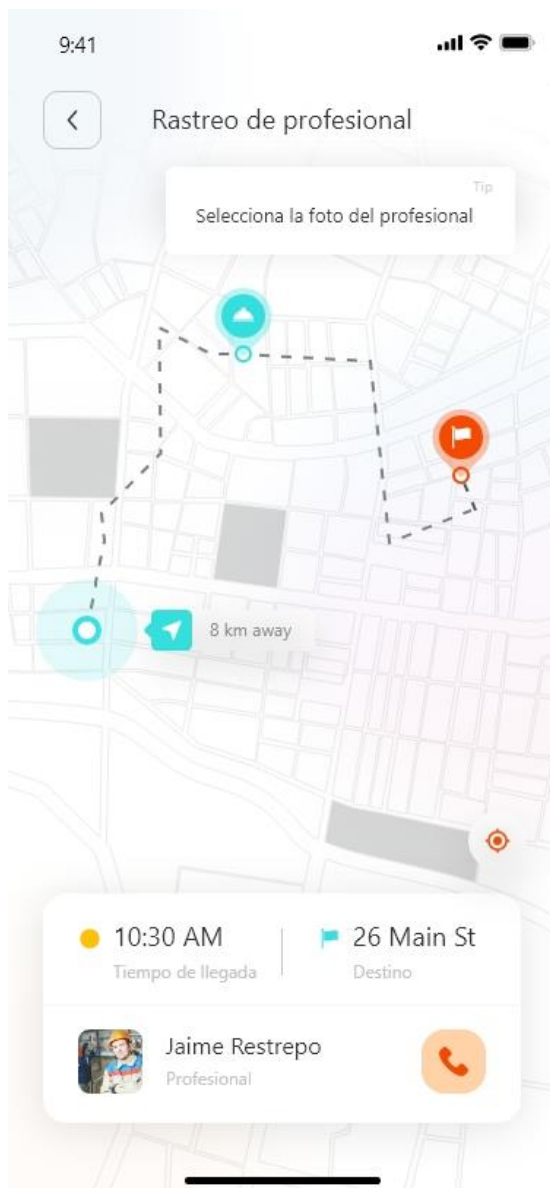 9:41
Rastreo de profesional
Tip
Selecciona la foto del profesional
8 km away
10:30 AM
Tiempo de llegada
26 Main St
Destino
Jaime Restrepo
Profesional